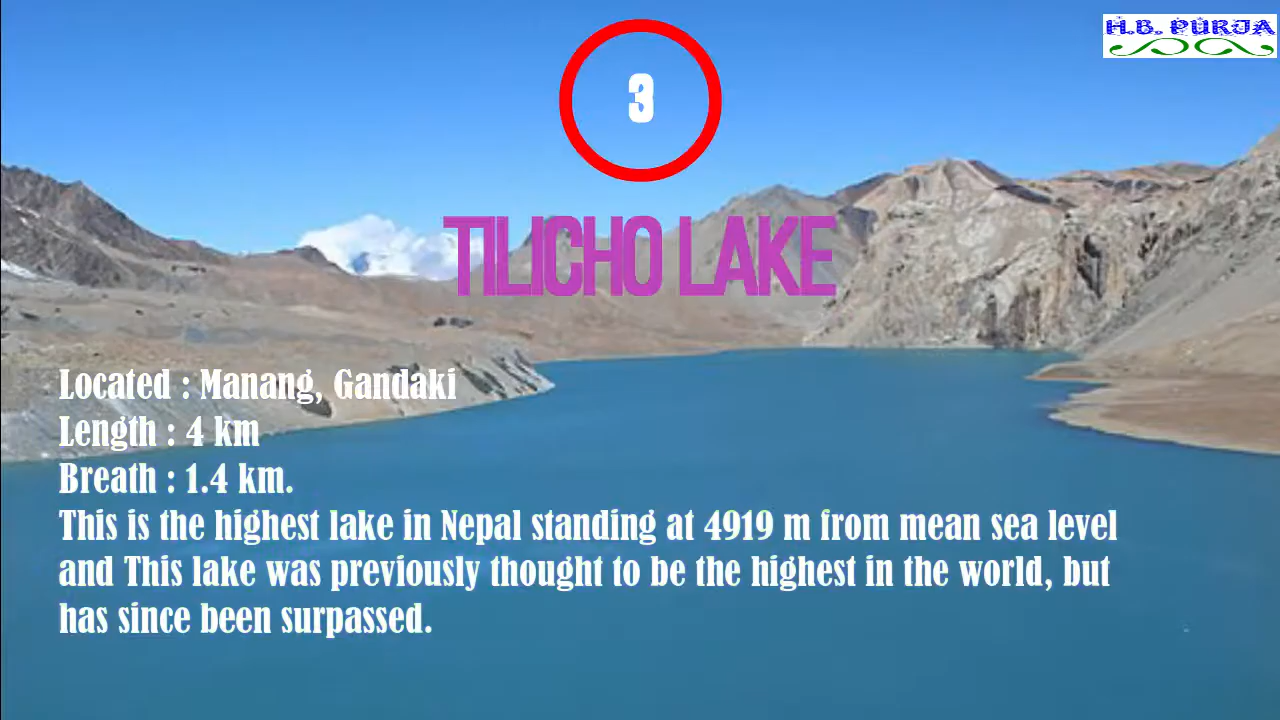 H.B. PURJA
3
TILICHO LAKE
Located : Manang, Gandaki
Length : 4 km
Breath : 1.4 km.
This is the highest lake in Nepal standing at 4919 m from mean sea level
and This lake was previously thought to be the highest in the world, but
has since been surpassed.